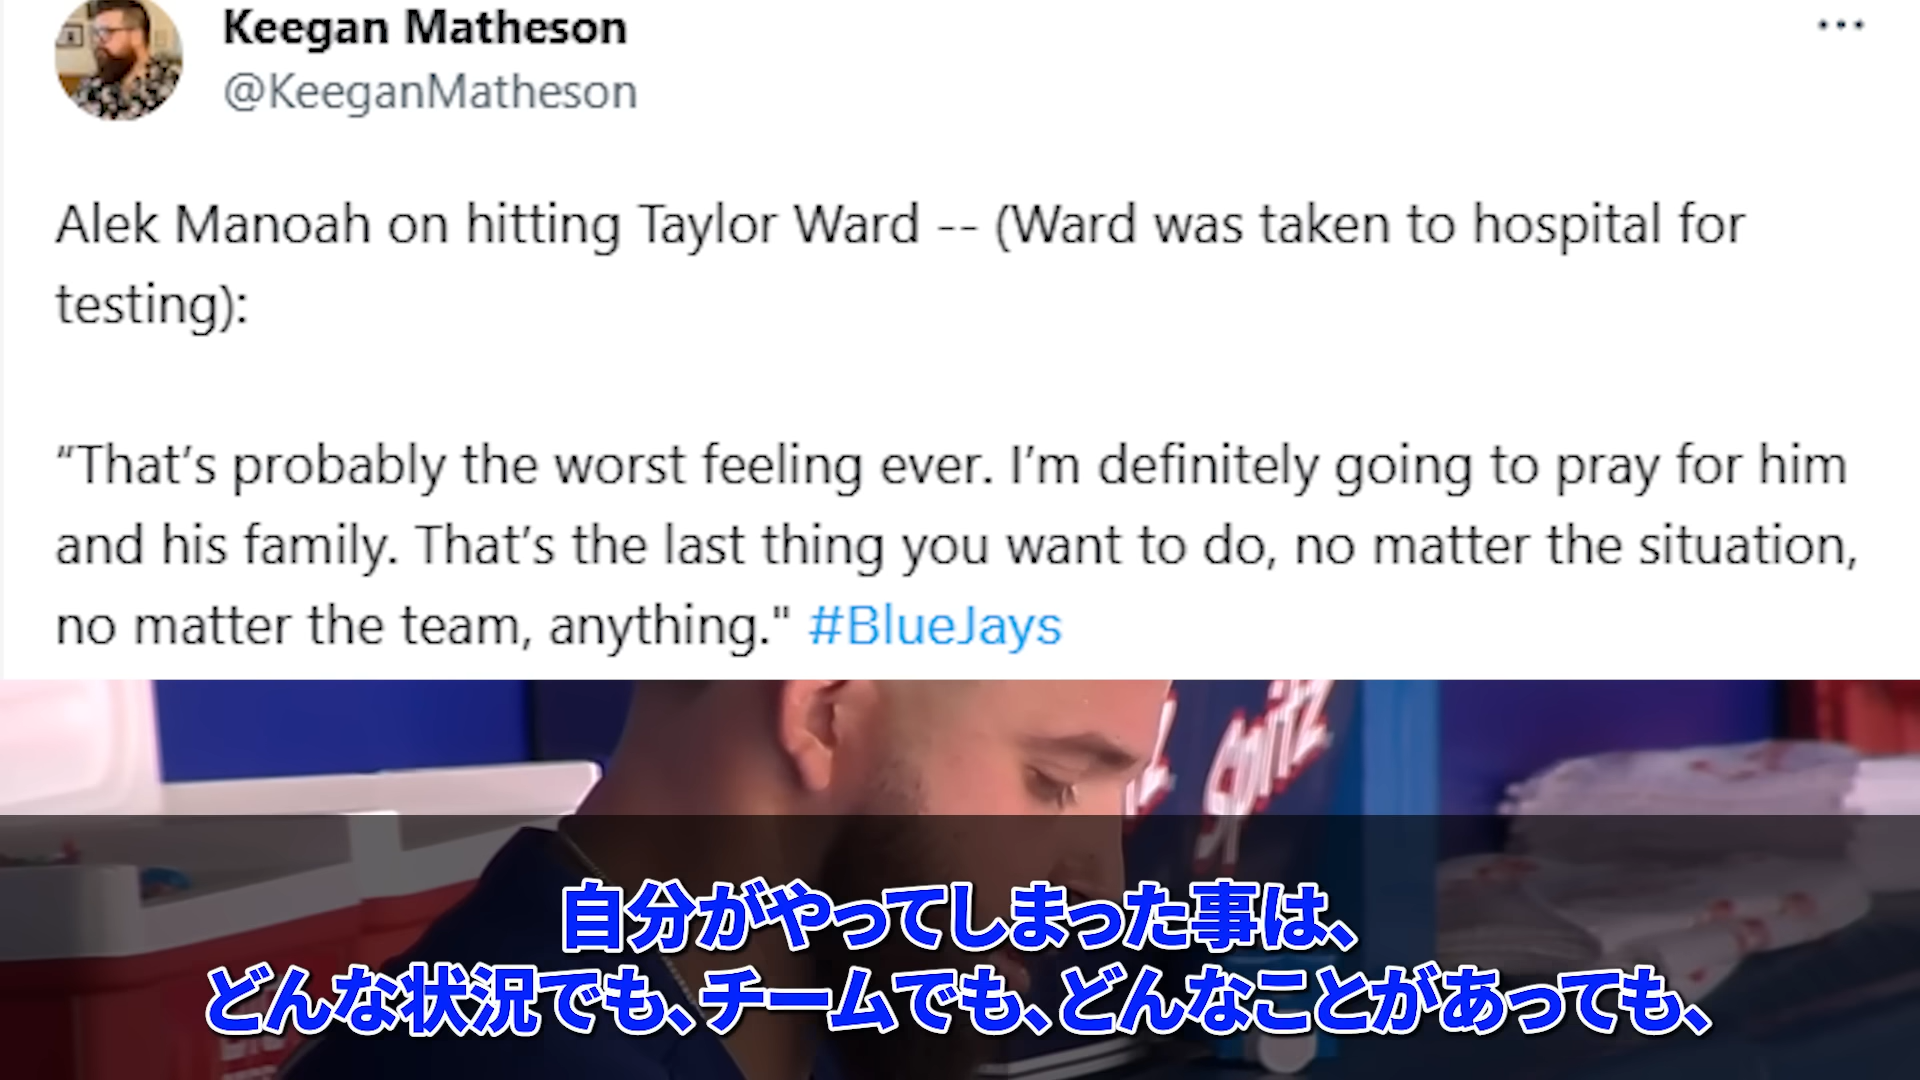 Keegan Matheson
@KeeganMatheson
Alek Manoah on hitting Taylor Ward -- (Ward was taken to hospital for
testing):
“That’s probably the worst feeling ever. I’m definitely going to pray for him
and his family. That’s the last thing you want to do, no matter the situation,
no matter the team, anything." #BlueJays
Spritz
自分がやってしまった事は、
どんな状況でも、チームでも、どんなことがあっても、